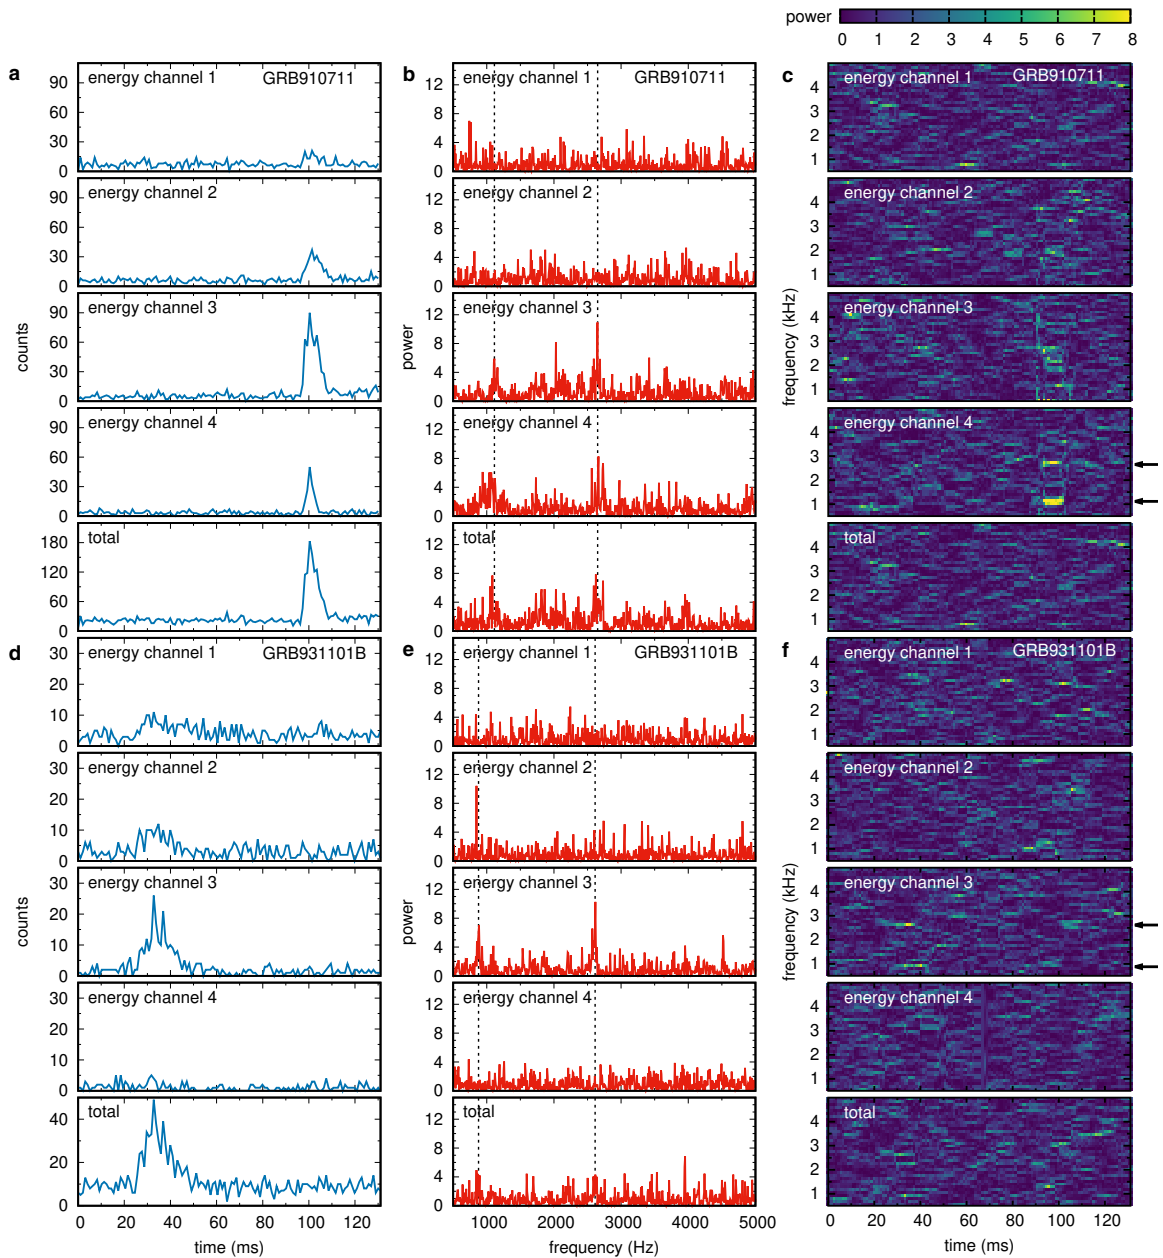 power
0 1 2 3 4 5 6 7 8
a
energy channel 1 GRB910711
90
60
30
0
energy channel 2
90
60
30
0
energy channel 3
90
60
30
0
energy channel 4
90
60
30
0
total
180
120
60
0
counts
b
energy channel 1 GRB910711
12
8
4
0
energy channel 2
12
8
4
0
energy channel 3
12
8
4
0
energy channel 4
12
8
4
0
total
12
8
4
0
power
c
energy channel 1 GRB910711
4
3
2
1
energy channel 2
4
3
2
1
energy channel 3
4
3
2
1
energy channel 4
4
3
2
1
total
4
3
2
1
frequency (kHz)
d
energy channel 1 GRB931101B
30
20
10
0
energy channel 2
30
20
10
0
energy channel 3
30
20
10
0
energy channel 4
30
20
10
0
total
40
20
0
counts
0 20 40 60 80 100 120
time (ms)
e
energy channel 1 GRB931101B
12
8
4
0
energy channel 2
12
8
4
0
energy channel 3
12
8
4
0
energy channel 4
12
8
4
0
total
12
8
4
0
power
1000 2000 3000 4000 5000
frequency (Hz)
f
energy channel 1 GRB931101B
4
3
2
1
energy channel 2
4
3
2
1
energy channel 3
4
3
2
1
energy channel 4
4
3
2
1
total
4
3
2
1
frequency (kHz)
0 20 40 60 80 100 120
time (ms)